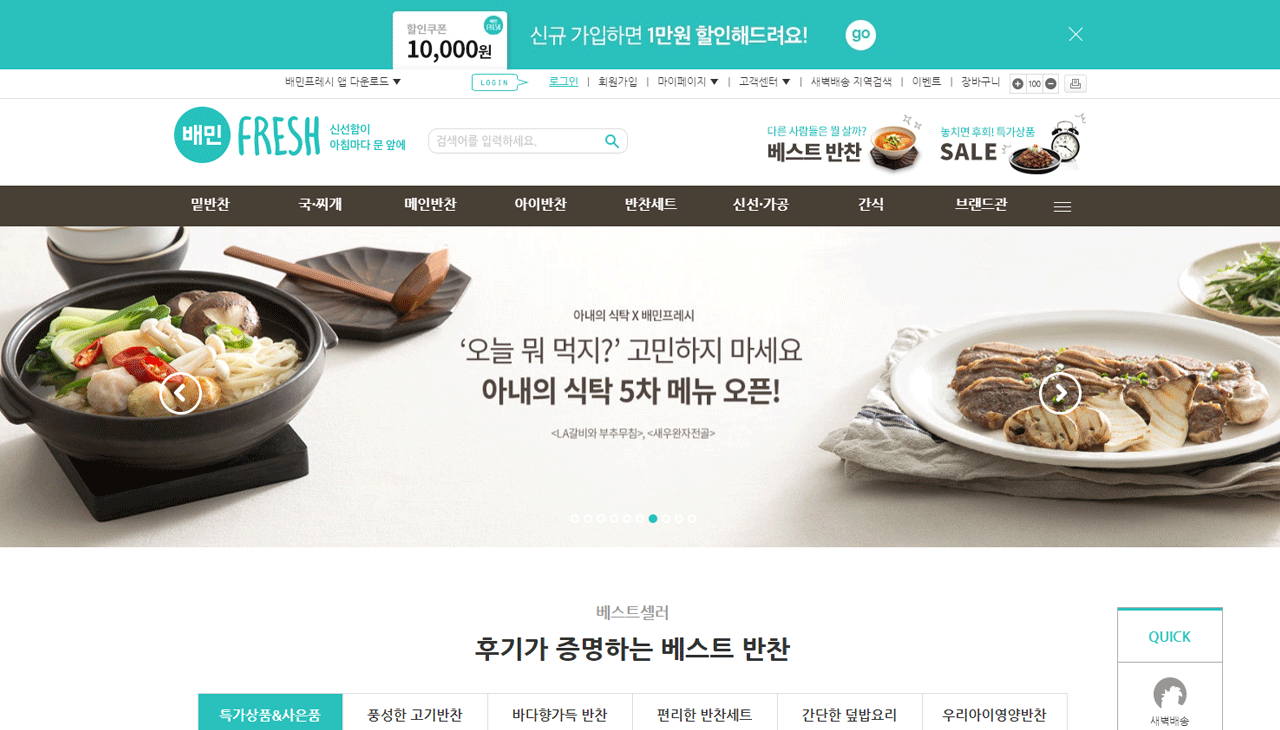 할인쿠폰
10,000원
배민
FRESH
신규 가입하면 1만원 할인해드려요!
go
배민프레시 앱 다운로드 ▼
LOGIN
로그인 | 회원가입 | 마이페이지 ▼ | 고객센터 ▼ | 새벽배송 지역검색 | 이벤트 | 장바구니
100
배민 FRESH
신선함이
아침마다 문 앞에
검색어를 입력하세요.
다른 사람들은 뭘 살까?
베스트 반찬
놓치면 후회! 특가상품
SALE
밑반찬 국·찌개 메인반찬 아이반찬 반찬세트 신선·가공 간식 브랜드관
아내의 식탁 X 배민프레시
‘오늘 뭐 먹지?’ 고민하지 마세요
아내의 식탁 5차 메뉴 오픈!
<LA갈비와 부추무침>, <새우완자전골>
베스트셀러
후기가 증명하는 베스트 반찬
QUICK
새벽배송
특가상품&사은품 풍성한 고기반찬 바다향가득 반찬 편리한 반찬세트 간단한 덮밥요리 우리아이영양반찬